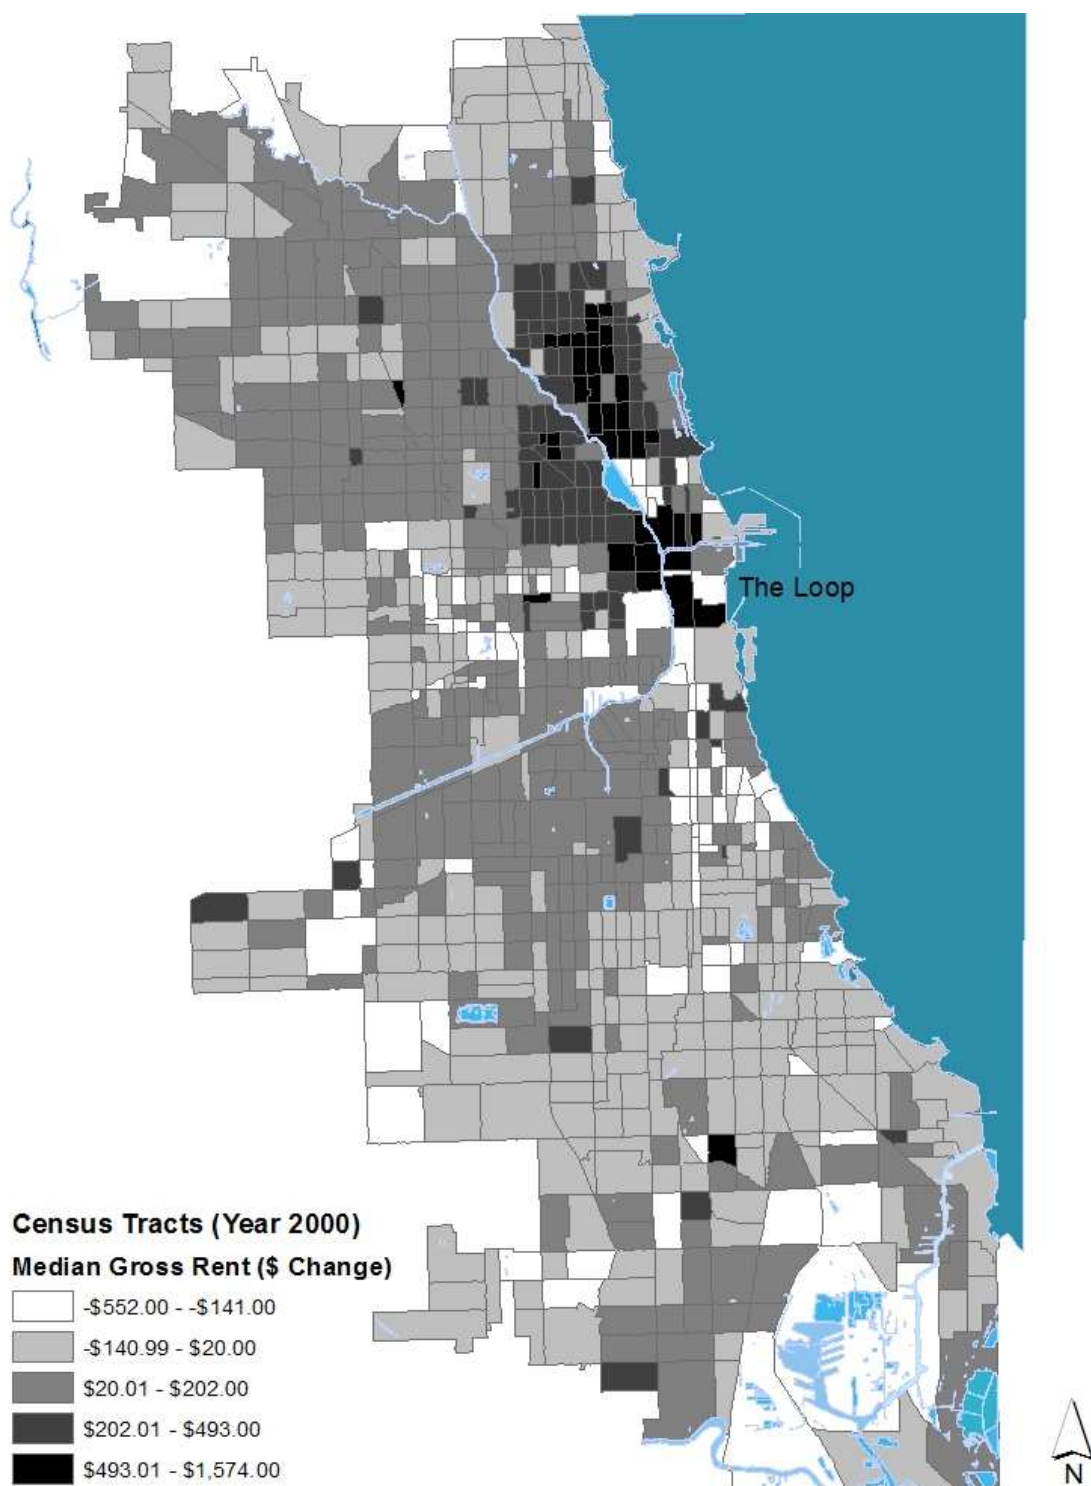 The Loop
Census Tracts (Year 2000)
Median Gross Rent ($ Change)
-$552.00 - -$141.00
-$140.99 - $20.00
$20.01 - $202.00
$202.01 - $493.00
$493.01 - $1,574.00
N